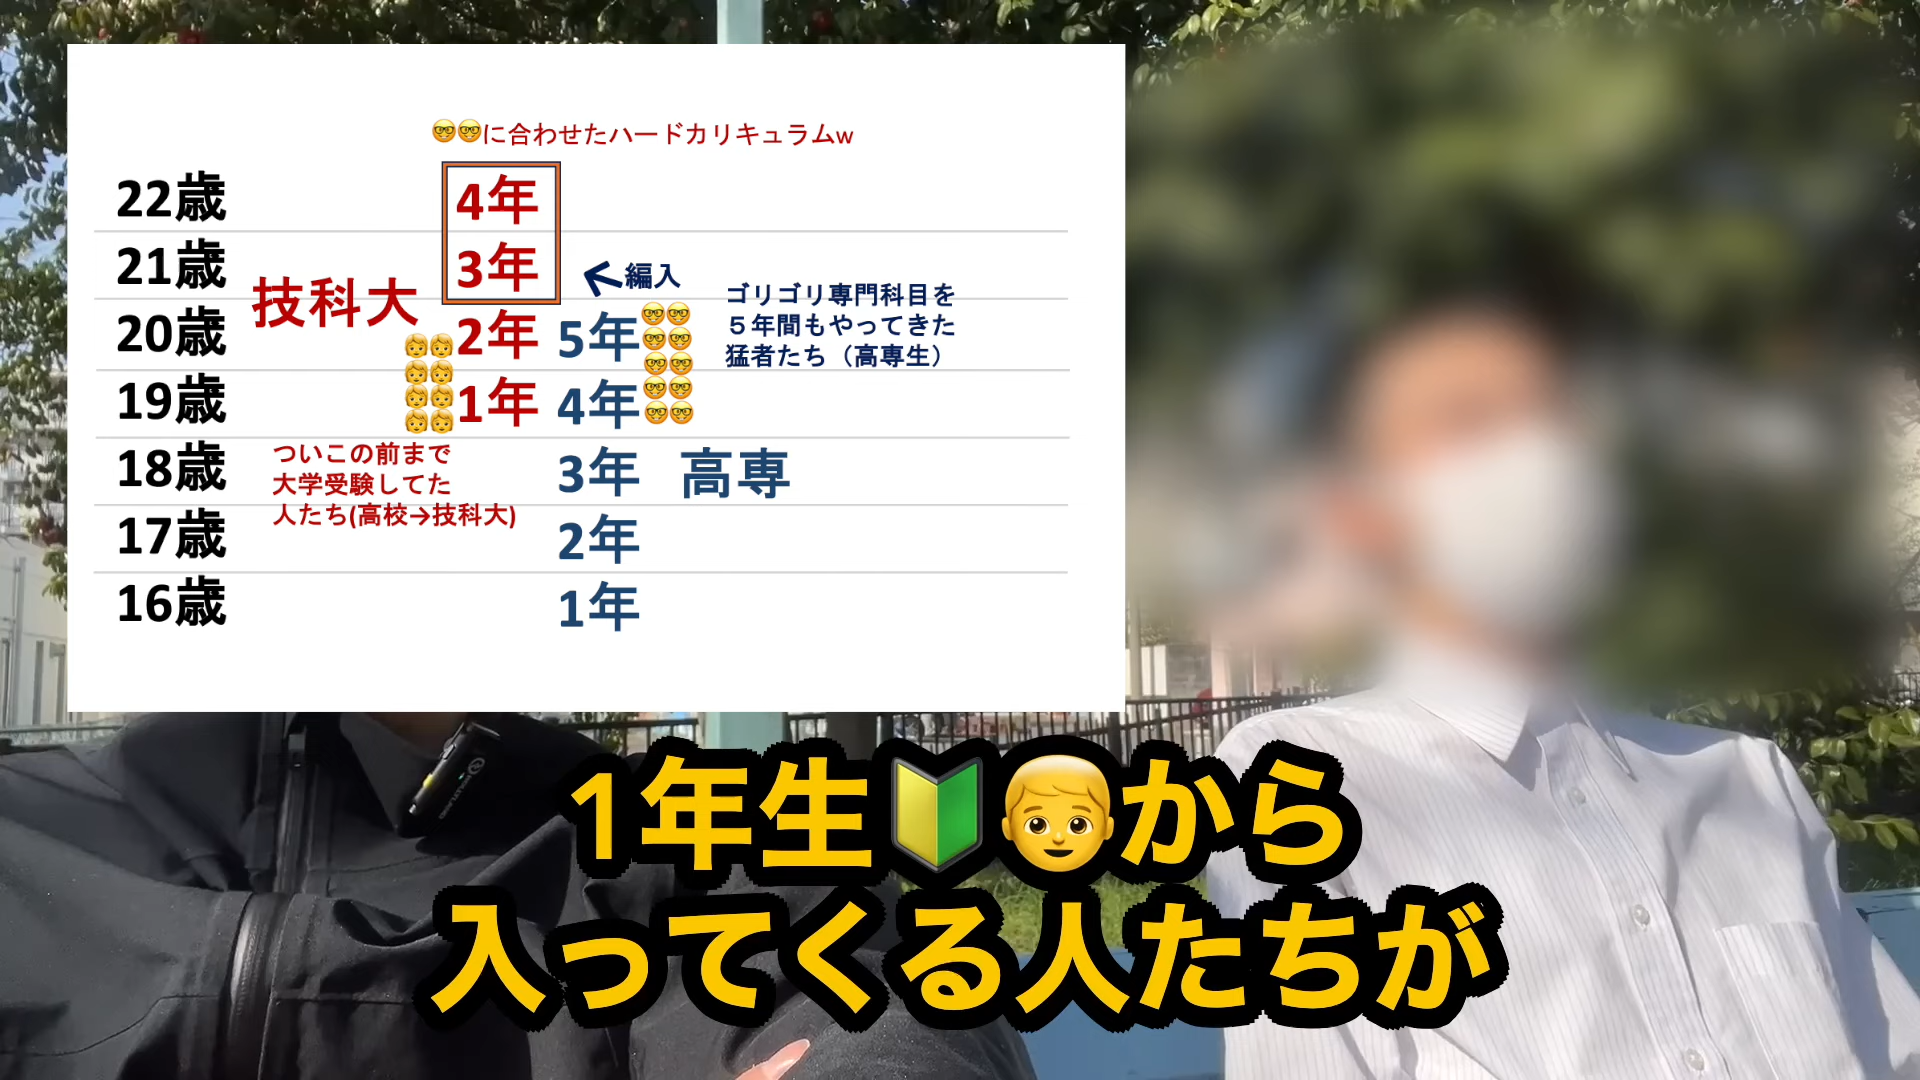 🤓🤓に合わせたハードカリキュラムw
22歳 4年
21歳 3年
←編入
技科大
20歳 2年 5年
ゴリゴリ専門科目を
５年間もやってきた
猛者たち（高専生）
19歳 1年 4年
18歳 3年 高専
ついこの前まで
大学受験してた
人たち(高校→技科大)
17歳 2年
16歳 1年
1年生🔰👦から
入ってくる人たちが